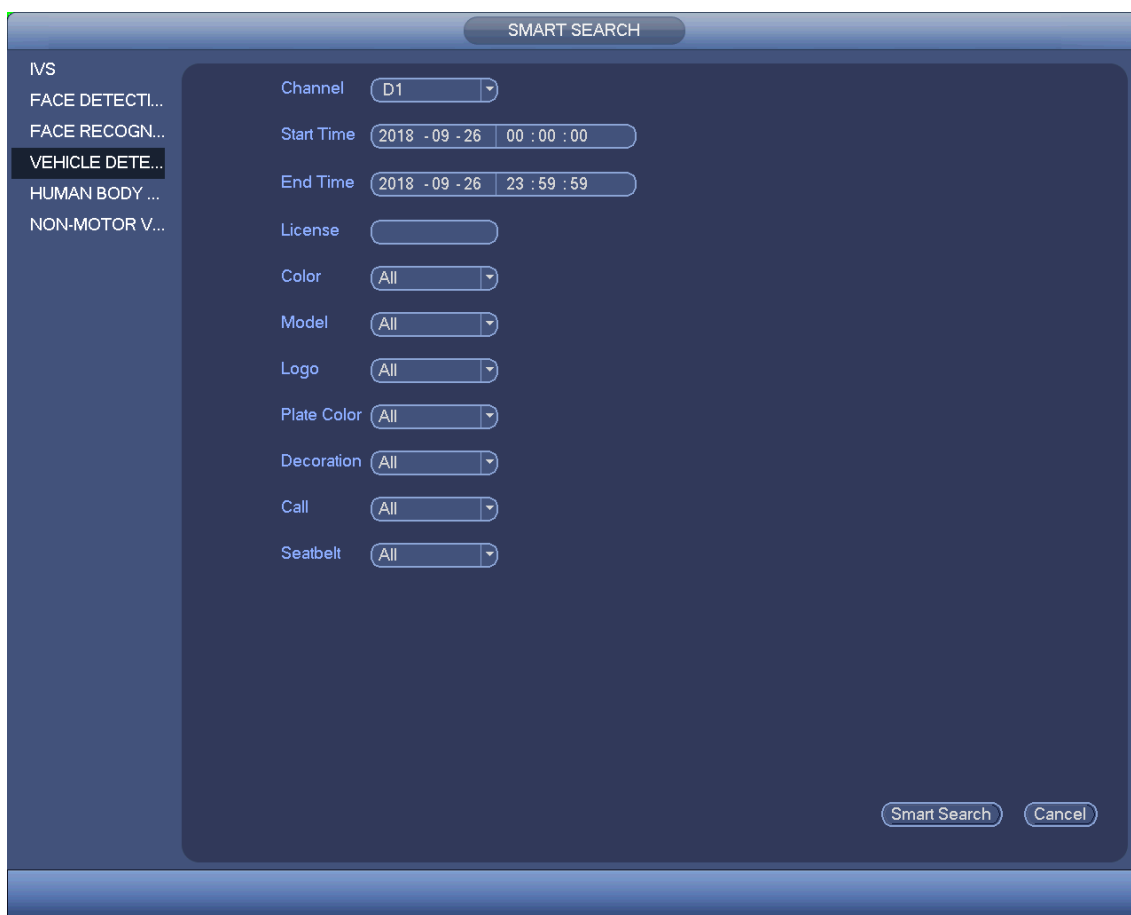 SMART SEARCH
IVS
FACE DETECTI...
FACE RECOGN...
VEHICLE DETE...
HUMAN BODY ...
NON-MOTOR V...
Channel D1
Start Time 2018 -09 -26 00 : 00 : 00
End Time 2018 -09 -26 23 : 59 : 59
License
Color All
Model All
Logo All
Plate Color All
Decoration All
Call All
Seatbelt All
Smart Search Cancel